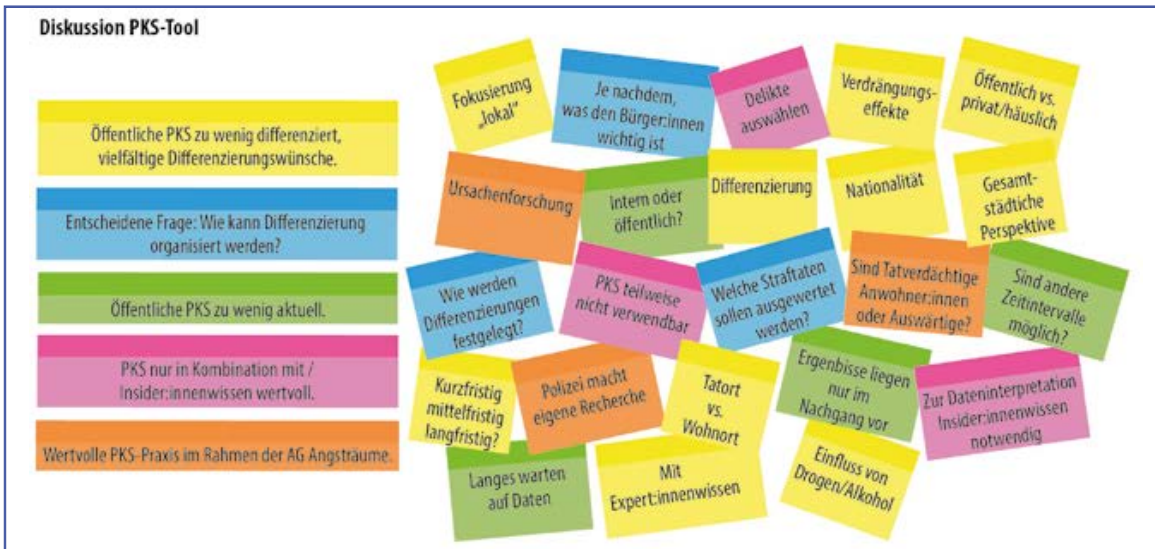 Diskussion PKS-Tool
Öffentliche PKS zu wenig differenziert,
vielfältige Differenzierungswünsche.
Entscheidene Frage: Wie kann Differenzierung
organisiert werden?
Öffentliche PKS zu wenig aktuell.
PKS nur in Kombination mit /
Insider:innenwissen wertvoll.
Wertvolle PKS-Praxis im Rahmen der AG Angsträume.
Fokusierung
„lokal“
Je nachdem,
was den Bürger:innen
wichtig ist
Delikte
auswählen
Verdrängungs-
effekte
Öffentlich vs.
privat/häuslich
Ursachenforschung
Intern oder
öffentlich?
Differenzierung
Nationalität
Gesamt-
städtiche
Perspektive
Wie werden
Differenzierungen
festgelegt?
PKS teilweise
nicht verwendbar
Welche Straftaten
sollen ausgewertet
werden?
Sind Tatverdächtige
Anwohner:innen
oder Auswärtige?
Sind andere
Zeitintervalle
möglich?
Kurzfristig
mittelfristig
langfristig?
Polizei macht
eigene Recherche
Tatort
vs.
Wohnort
Ergenbisse liegen
nur im
Nachgang vor
Zur Dateninterpretation
Insider:innenwissen
notwendig
Langes warten
auf Daten
Mit
Expert:innenwissen
Einfluss von
Drogen/Alkohol